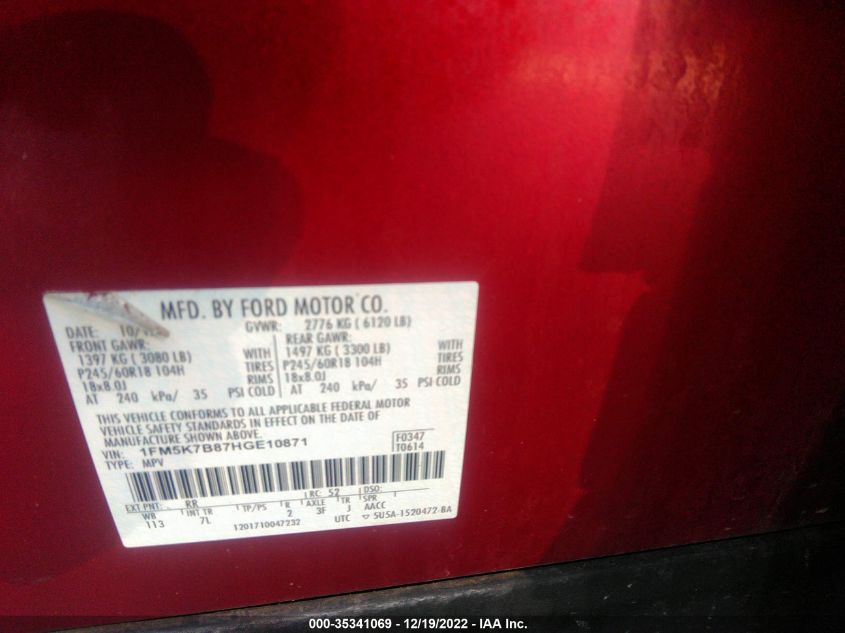 MFD. BY FORD MOTOR CO.
DATE: 10/ GVWR: 2776 KG ( 6120 LB)
FRONT GAWR: REAR GAWR:
1397 KG ( 3080 LB) WITH 1497 KG ( 3300 LB) WITH
P245/60R18 104H TIRES P245/60R18 104H TIRES
18x8.0J RIMS 18x8.0J RIMS
AT 240 kPa/ 35 PSI COLD AT 240 kPa/ 35 PSI COLD
THIS VEHICLE CONFORMS TO ALL APPLICABLE FEDERAL MOTOR
VEHICLE SAFETY STANDARDS IN EFFECT ON THE DATE OF
MANUFACTURE SHOWN ABOVE.
VIN: 1FM5K7B87HGE10871 F0347
TYPE: MPV T0614
EXT PNT: RR RC: 52 DSO:
WB INT TR TP/PS R AXLE TR SPR
113 7L 2 3F J AACC
1201710047232 UTC 5U5A-1520472-BA
000-35341069 - 12/19/2022 - IAA Inc.